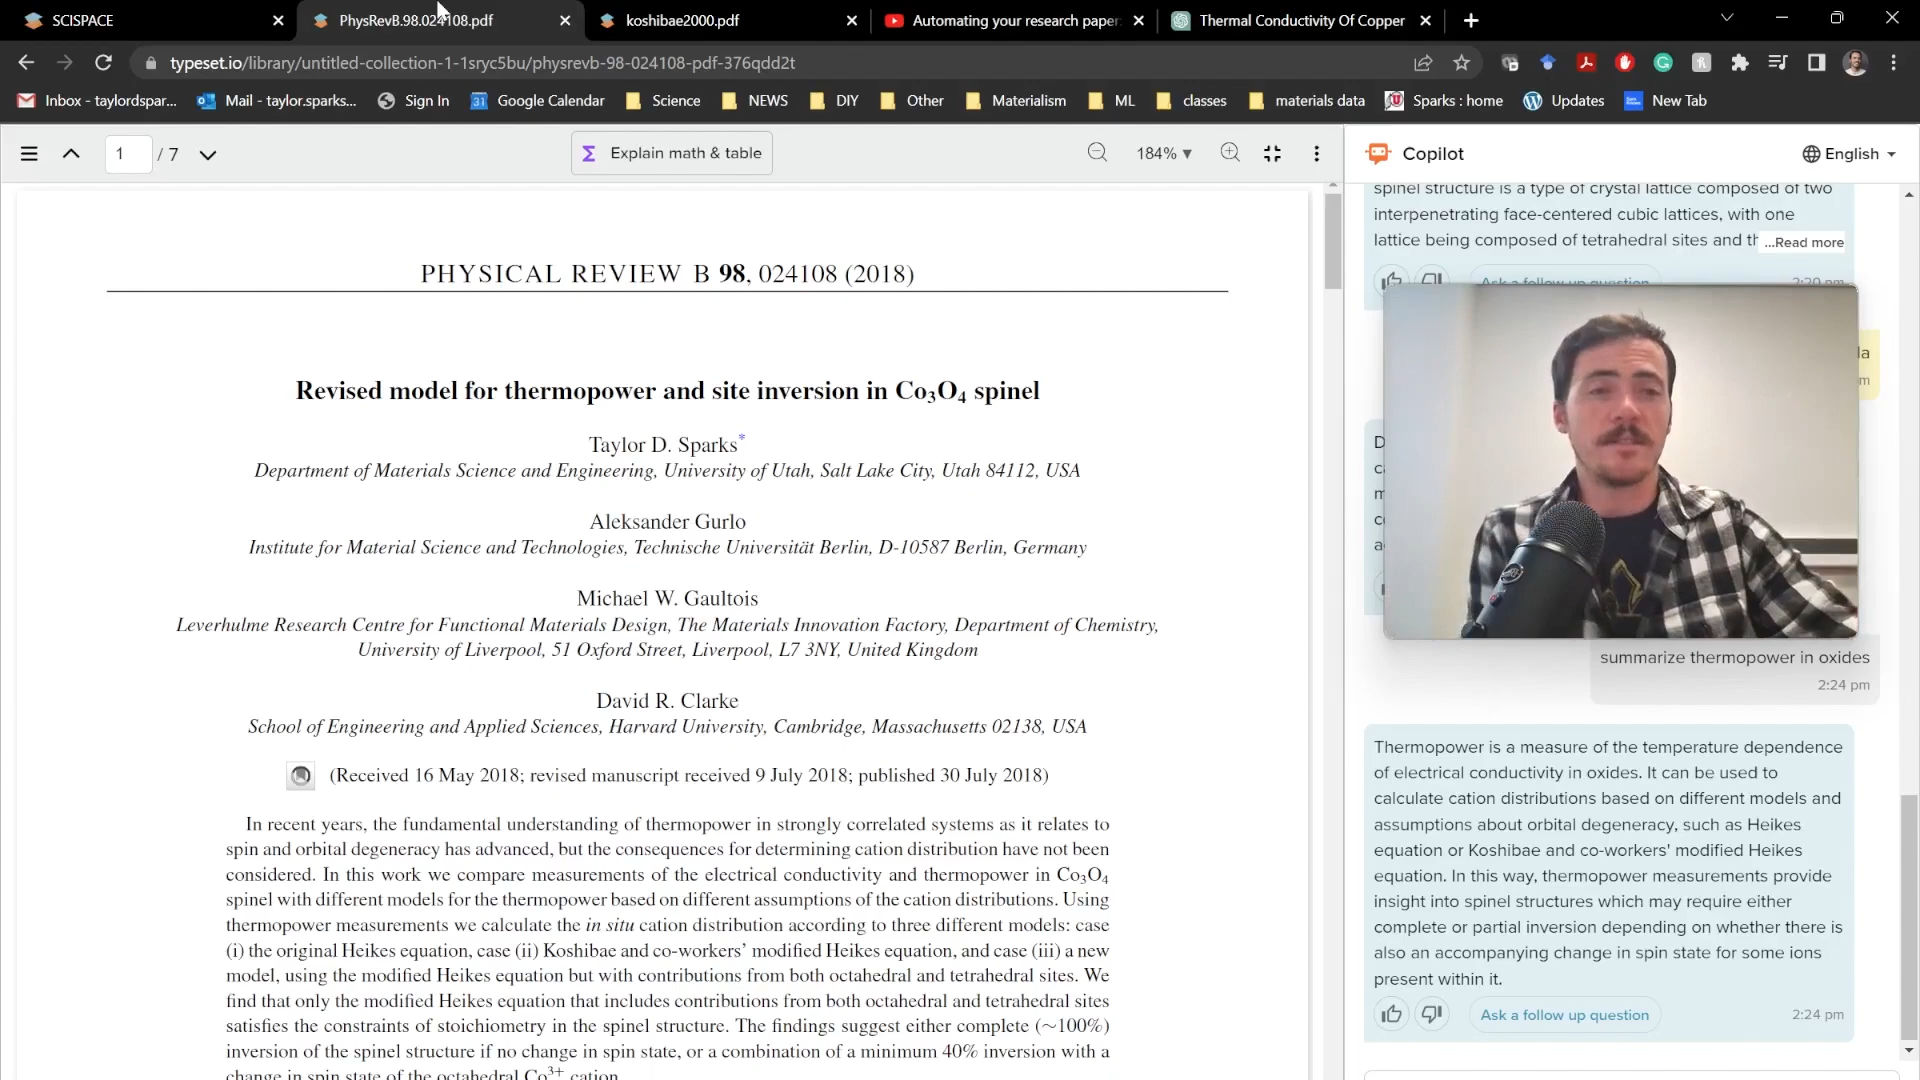 SCISPACE
PhysRevB.98.024108.pdf
koshibae2000.pdf
Automating your research paper
Thermal Conductivity Of Copper
typeset.io/library/untitled-collection-1-1sryc5bu/physrevb-98-024108-pdf-376qdd2t
Inbox - taylordspar...
Mail - taylor.sparks...
Sign In
Google Calendar
Science
NEWS
DIY
Other
Materialism
ML
classes
materials data
Sparks : home
Updates
New Tab
1 / 7
Explain math & table
184%
Copilot
English
PHYSICAL REVIEW B 98, 024108 (2018)
Revised model for thermopower and site inversion in Co3O4 spinel
Taylor D. Sparks*
Department of Materials Science and Engineering, University of Utah, Salt Lake City, Utah 84112, USA
Aleksander Gurlo
Institute for Material Science and Technologies, Technische Universität Berlin, D-10587 Berlin, Germany
Michael W. Gaultois
Leverhulme Research Centre for Functional Materials Design, The Materials Innovation Factory, Department of Chemistry,
University of Liverpool, 51 Oxford Street, Liverpool, L7 3NY, United Kingdom
David R. Clarke
School of Engineering and Applied Sciences, Harvard University, Cambridge, Massachusetts 02138, USA
(Received 16 May 2018; revised manuscript received 9 July 2018; published 30 July 2018)
In recent years, the fundamental understanding of thermopower in strongly correlated systems as it relates to
spin and orbital degeneracy has advanced, but the consequences for determining cation distribution have not been
considered. In this work we compare measurements of the electrical conductivity and thermopower in Co3O4
spinel with different models for the thermopower based on different assumptions of the cation distributions. Using
thermopower measurements we calculate the in situ cation distribution according to three different models: case
(i) the original Heikes equation, case (ii) Koshibae and co-workers' modified Heikes equation, and case (iii) a new
model, using the modified Heikes equation but with contributions from both octahedral and tetrahedral sites. We
find that only the modified Heikes equation that includes contributions from both octahedral and tetrahedral sites
satisfies the constraints of stoichiometry in the spinel structure. The findings suggest either complete (~100%)
inversion of the spinel structure if no change in spin state, or a combination of a minimum 40% inversion with a
change in spin state of the octahedral Co3+ cation.
spinel structure is a type of crystal lattice composed of two
interpenetrating face-centered cubic lattices, with one
lattice being composed of tetrahedral sites and th ...Read more
Ask a follow up question
2:20 pm
la
m
D
c
m
c
a
summarize thermopower in oxides
2:24 pm
Thermopower is a measure of the temperature dependence
of electrical conductivity in oxides. It can be used to
calculate cation distributions based on different models and
assumptions about orbital degeneracy, such as Heikes
equation or Koshibae and co-workers' modified Heikes
equation. In this way, thermopower measurements provide
insight into spinel structures which may require either
complete or partial inversion depending on whether there is
also an accompanying change in spin state for some ions
present within it.
Ask a follow up question
2:24 pm